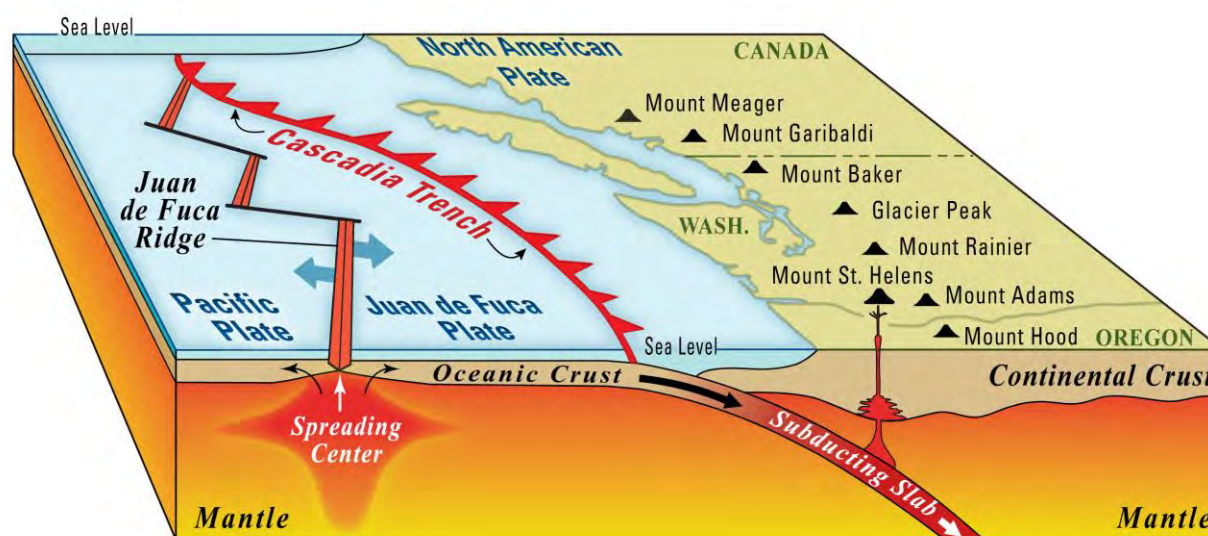 Sea Level
North American
Plate
CANADA
Mount Meager
Mount Garibaldi
Cascadia Trench
Mount Baker
Juan
de Fuca
Ridge
Glacier Peak
WASH.
Mount Rainier
Mount St. Helens
Mount Adams
Pacific
Plate
Juan de Fuca
Plate
Mount Hood
OREGON
Sea Level
Oceanic Crust
Continental Crust
Spreading
Center
Subducting Slab
Mantle
Mantle